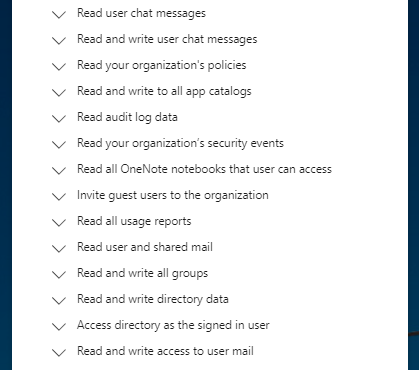 Read user chat messages
Read and write user chat messages
Read your organization's policies
Read and write to all app catalogs
Read audit log data
Read your organization's security events
Read all OneNote notebooks that user can access
Invite guest users to the organization
Read all usage reports
Read user and shared mail
Read and write all groups
Read and write directory data
Access directory as the signed in user
Read and write access to user mail